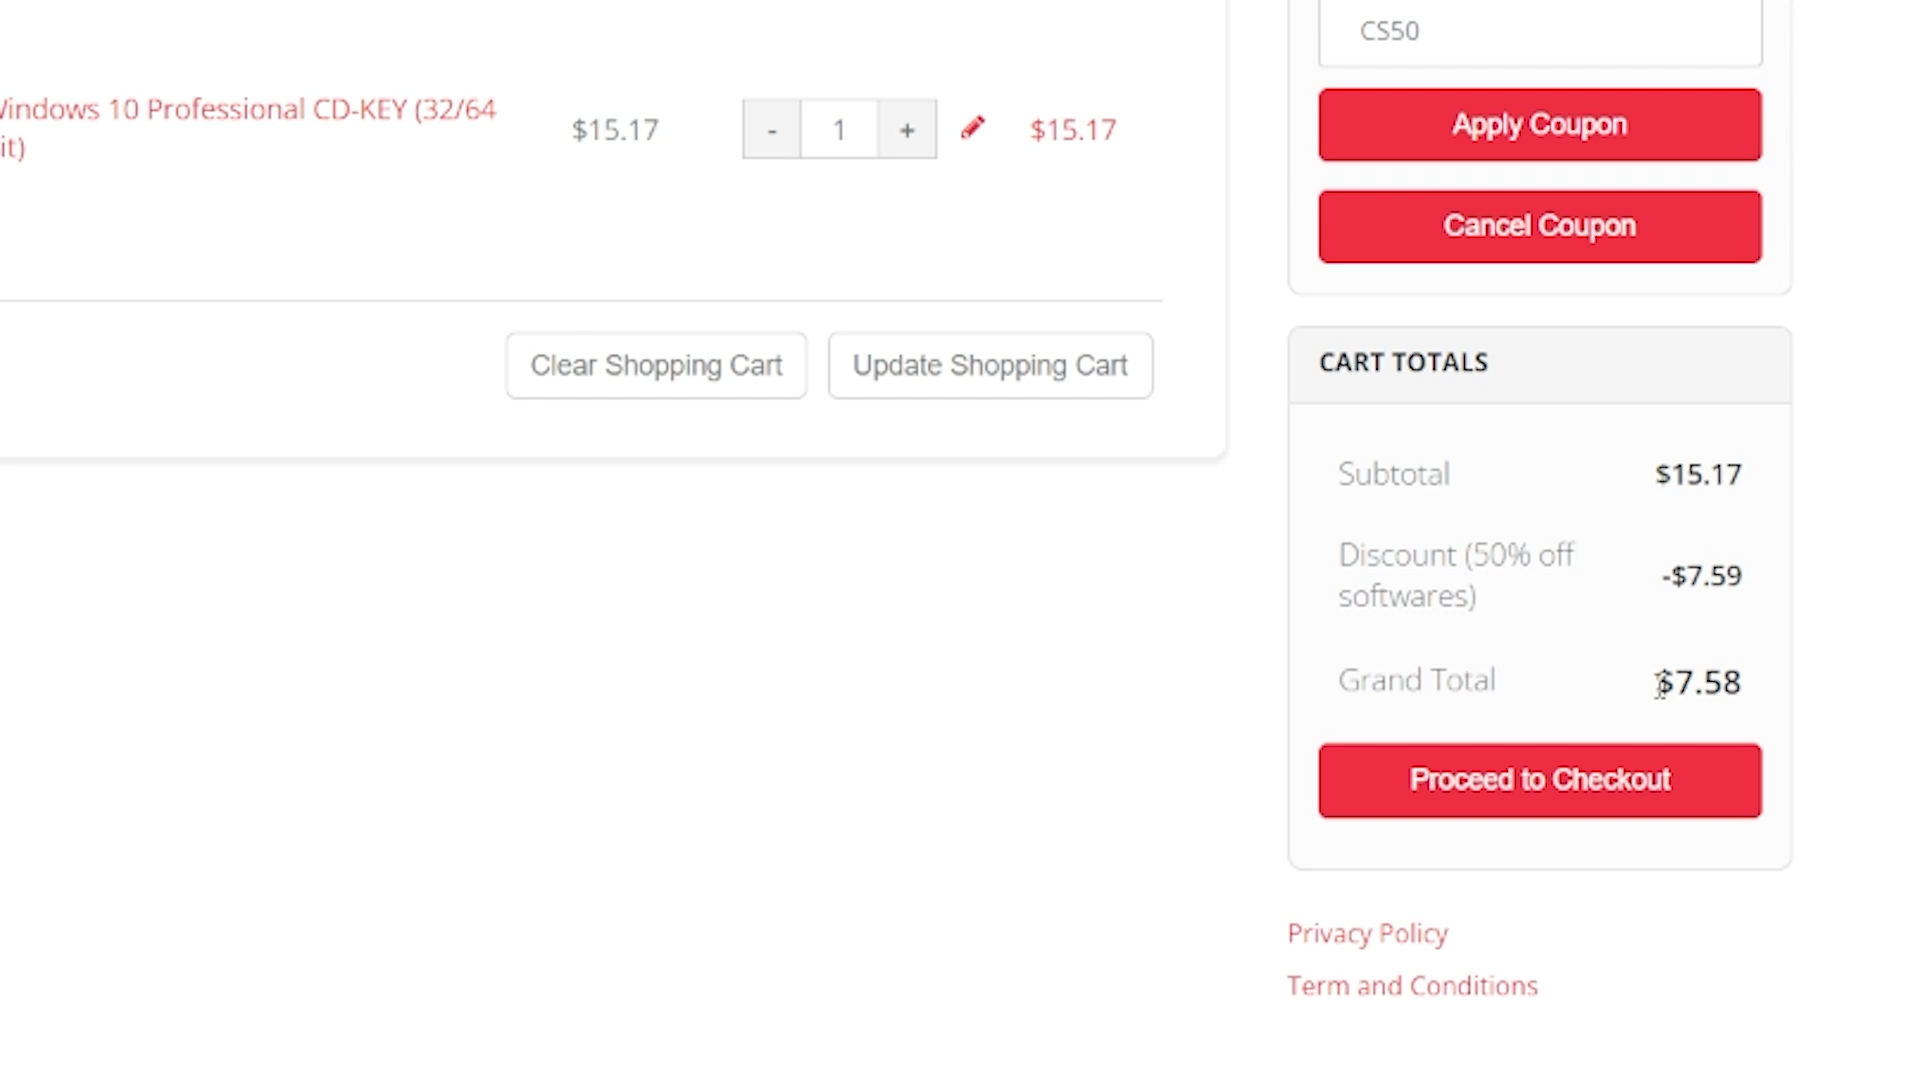 CS50
Windows 10 Professional CD-KEY (32/64
it)
$15.17
-
1
+
$15.17
Apply Coupon
Cancel Coupon
Clear Shopping Cart
Update Shopping Cart
CART TOTALS
Subtotal
$15.17
Discount (50% off
softwares)
-$7.59
Grand Total
$7.58
Proceed to Checkout
Privacy Policy
Term and Conditions